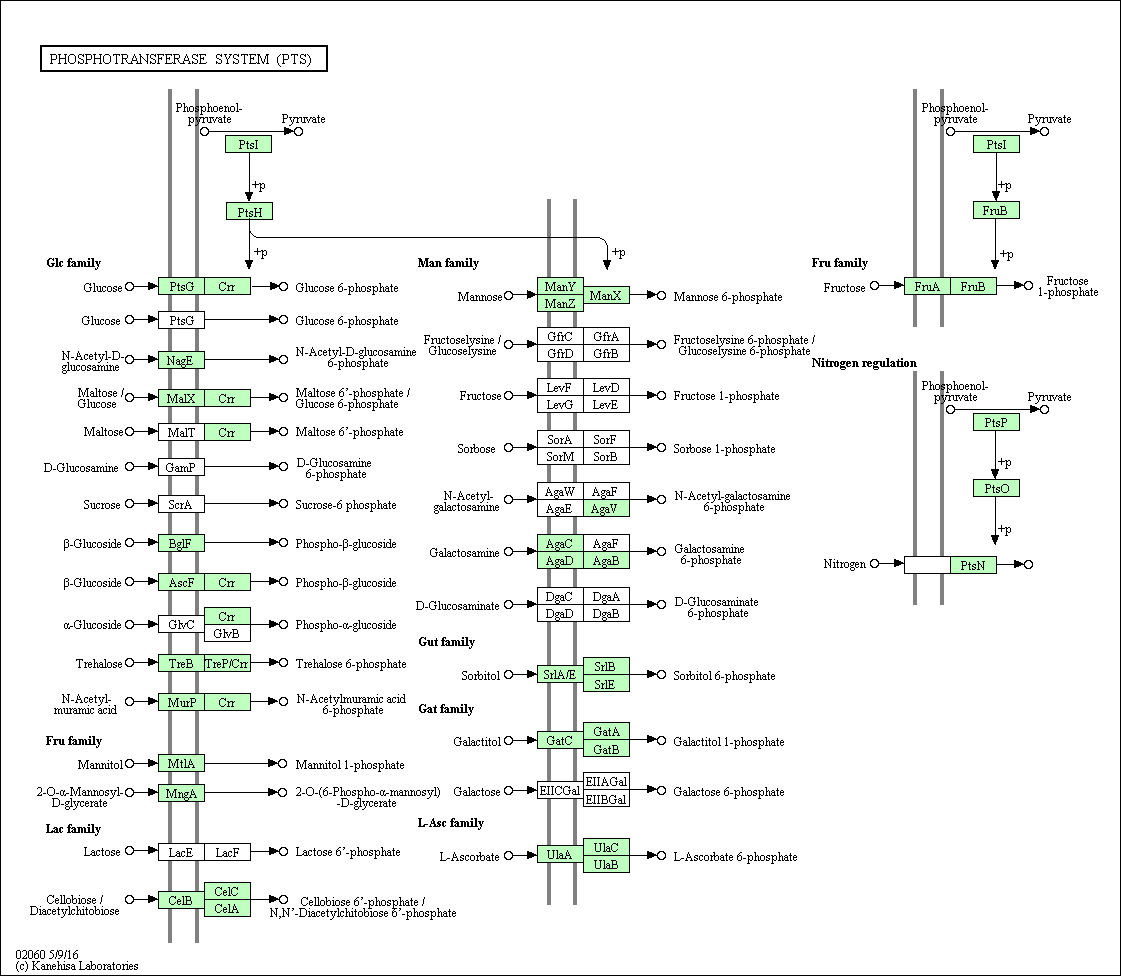 PHOSPHOTRANSFERASE SYSTEM (PTS)
Phosphoenol-
pyruvate
Pyruvate
PtsI
+p
PtsH
+p
Glc family
Glucose
PtsG
Crr
Glucose 6-phosphate
Glucose
PtsG
Glucose 6-phosphate
N-Acetyl-D-
glucosamine
NagE
N-Acetyl-D-glucosamine
6-phosphate
Maltose /
Glucose
MalX
Crr
Maltose 6'-phosphate /
Glucose 6-phosphate
Maltose
MalT
Crr
Maltose 6'-phosphate
D-Glucosamine
GamP
D-Glucosamine
6-phosphate
Sucrose
ScrA
Sucrose-6 phosphate
β-Glucoside
BglF
Phospho-β-glucoside
β-Glucoside
AscF
Crr
Phospho-β-glucoside
α-Glucoside
GlvC
Crr
GlvB
Phospho-α-glucoside
Trehalose
TreB
TreP/Crr
Trehalose 6-phosphate
N-Acetyl-
muramic acid
MurP
Crr
N-Acetylmuramic acid
6-phosphate
Fru family
Mannitol
MtlA
Mannitol 1-phosphate
2-O-α-Mannosyl-
D-glycerate
MngA
2-O-(6-Phospho-α-mannosyl)
-D-glycerate
Lac family
Lactose
LacE
LacF
Lactose 6'-phosphate
Cellobiose /
Diacetylchitobiose
CelB
CelC
CelA
Cellobiose 6'-phosphate /
N,N'-Diacetylchitobiose 6'-phosphate
+p
Man family
Mannose
ManY
ManZ
ManX
Mannose 6-phosphate
Fructoselysine /
Glucoselysine
GfrC
GfrA
GfrD
GfrB
Fructoselysine 6-phosphate /
Glucoselysine 6-phosphate
Fructose
LevF
LevD
LevG
LevE
Fructose 1-phosphate
Sorbose
SorA
SorF
SorM
SorB
Sorbose 1-phosphate
N-Acetyl-
galactosamine
AgaW
AgaF
AgaE
AgaV
N-Acetyl-galactosamine
6-phosphate
Galactosamine
AgaC
AgaF
AgaD
AgaB
Galactosamine
6-phosphate
D-Glucosaminate
DgaC
DgaA
DgaD
DgaB
D-Glucosaminate
6-phosphate
Gut family
Sorbitol
SrlA/E
SrlB
SrlE
Sorbitol 6-phosphate
Gat family
Galactitol
GatC
GatA
GatB
Galactitol 1-phosphate
Galactose
EIICGal
EIIAGal
EIIBGal
Galactose 6-phosphate
L-Asc family
L-Ascorbate
UlaA
UlaC
UlaB
L-Ascorbate 6-phosphate
Phosphoenol-
pyruvate
Pyruvate
PtsI
+p
FruB
+p
Fru family
Fructose
FruA
FruB
Fructose
1-phosphate
Nitrogen regulation
Phosphoenol-
pyruvate
Pyruvate
PtsP
+p
PtsO
+p
Nitrogen
PtsN
02060 5/9/16
(c) Kanehisa Laboratories